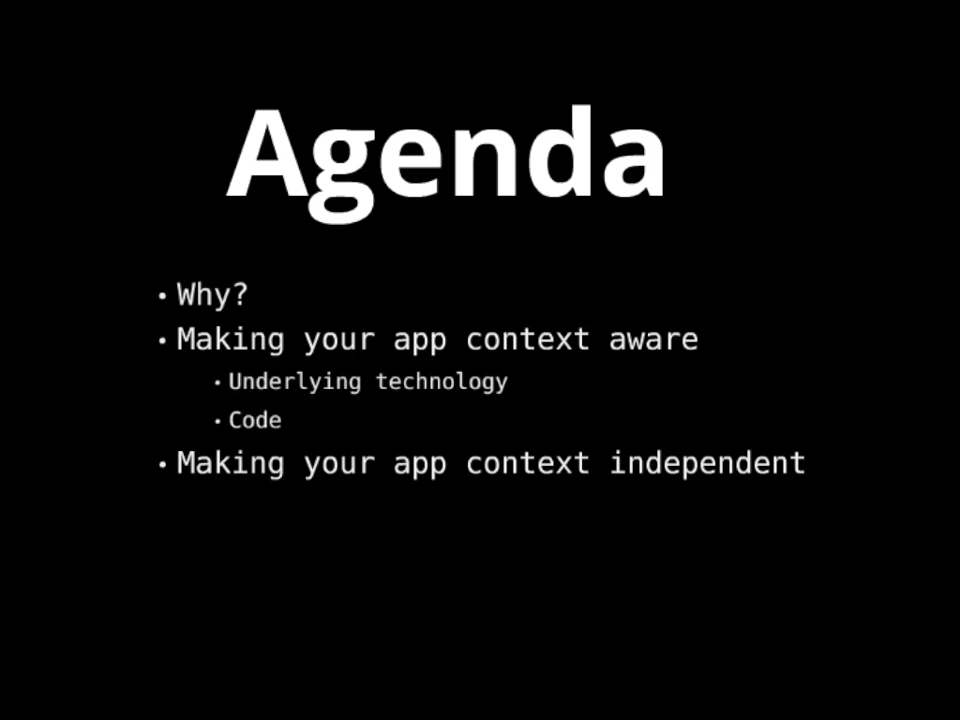 Agenda
• Why?
• Making your app context aware
• Underlying technology
• Code
• Making your app context independent